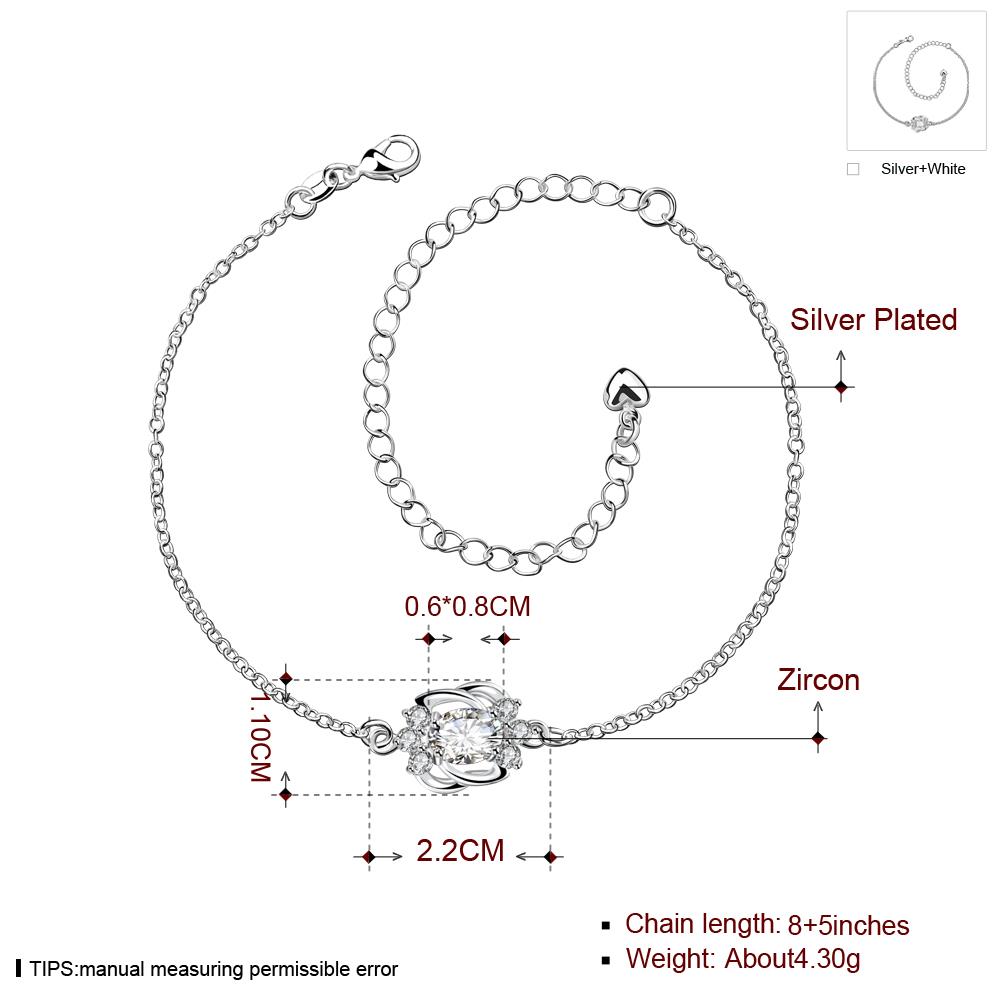 Silver+White
Silver Plated
0.6*0.8CM
Zircon
1.10CM
2.2CM
Chain length: 8+5inches
Weight: About4.30g
TIPS:manual measuring permissible error